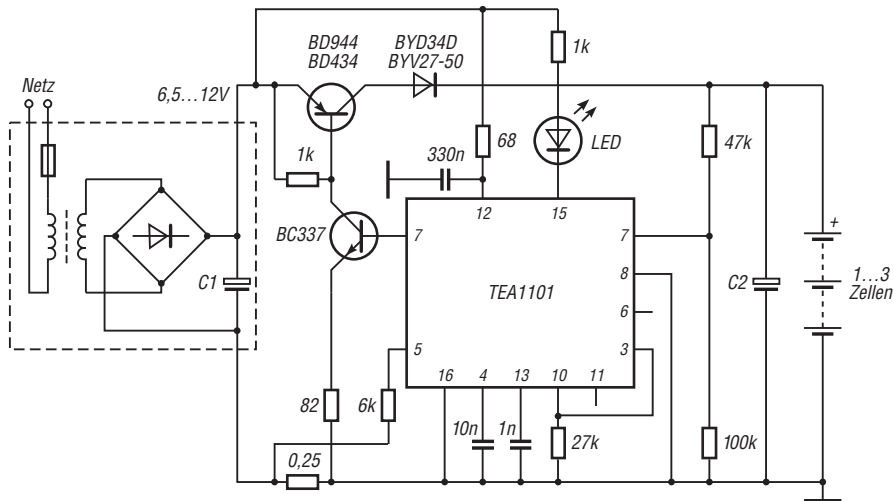 BD944
BD434
BYD34D
BYV27-50
1k
Netz
6,5...12V
LED
68
47k
330n
1k
12
15
BC337
7
7
+
8
1...3
Zellen
C1
TEA1101
C2
6
5
3
16
4
13
10
11
82
6k
10n
1n
27k
100k
0,25